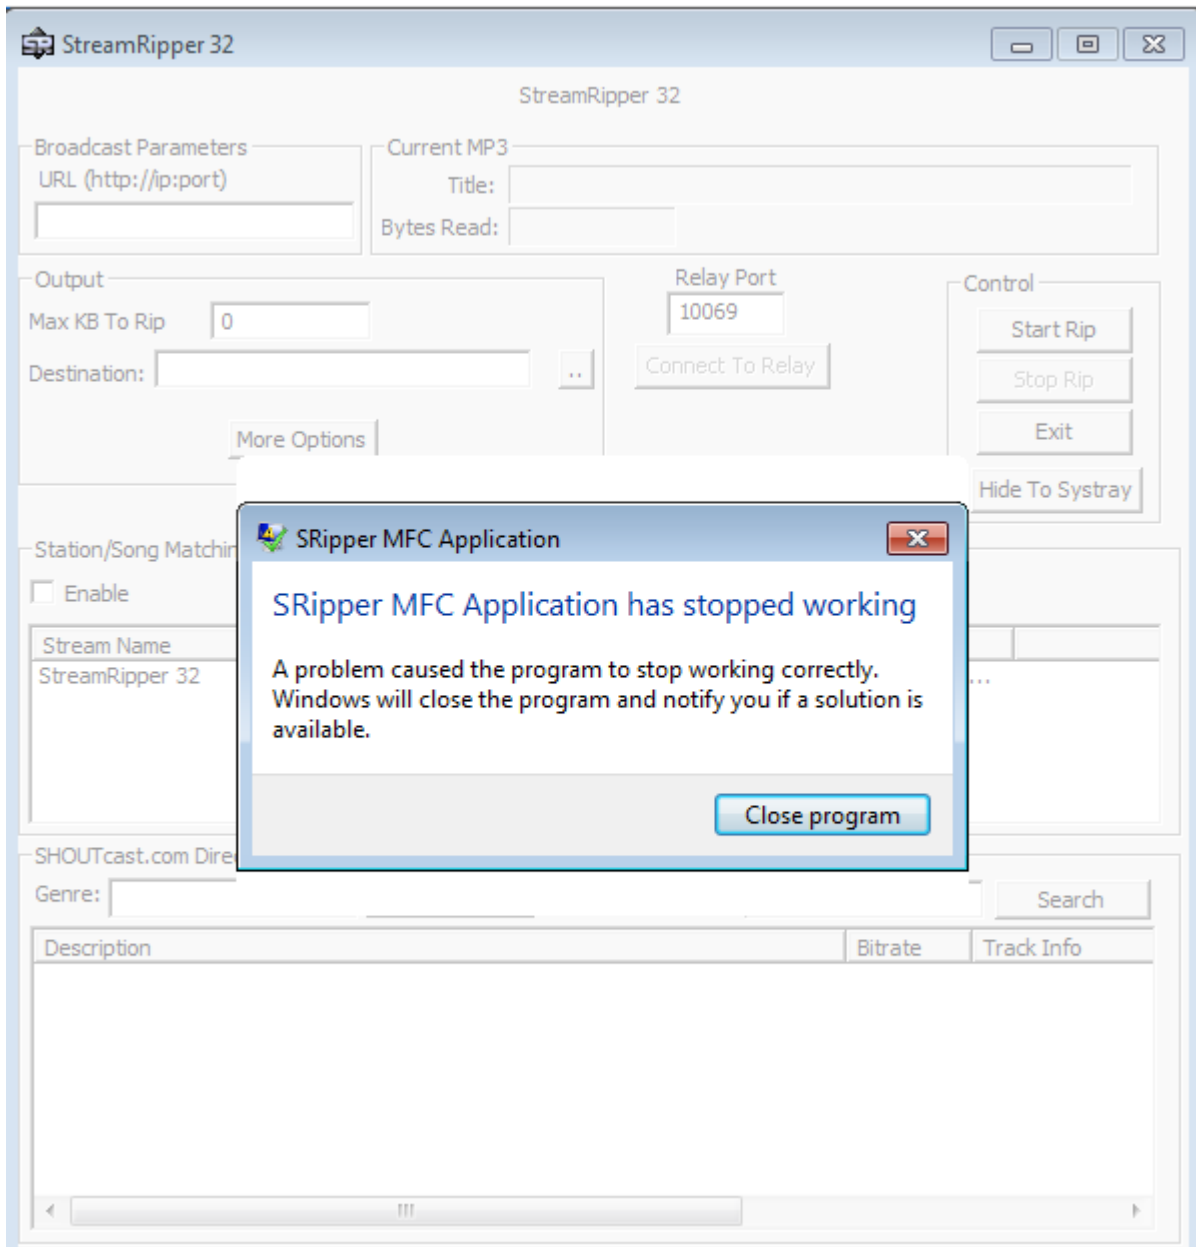 StreamRipper 32
StreamRipper 32
Broadcast Parameters
URL (http://ip:port)
Current MP3
Title:
Bytes Read:
Output
Max KB To Rip 0
Destination: ..
More Options
Relay Port
10069
Connect To Relay
Control
Start Rip
Stop Rip
Exit
Hide To Systray
Station/Song Matchin
Enable
Stream Name
StreamRipper 32
...
SRipper MFC Application
SRipper MFC Application has stopped working
A problem caused the program to stop working correctly.
Windows will close the program and notify you if a solution is
available.
Close program
SHOUTcast.com Dire
Genre:
Search
Description Bitrate Track Info